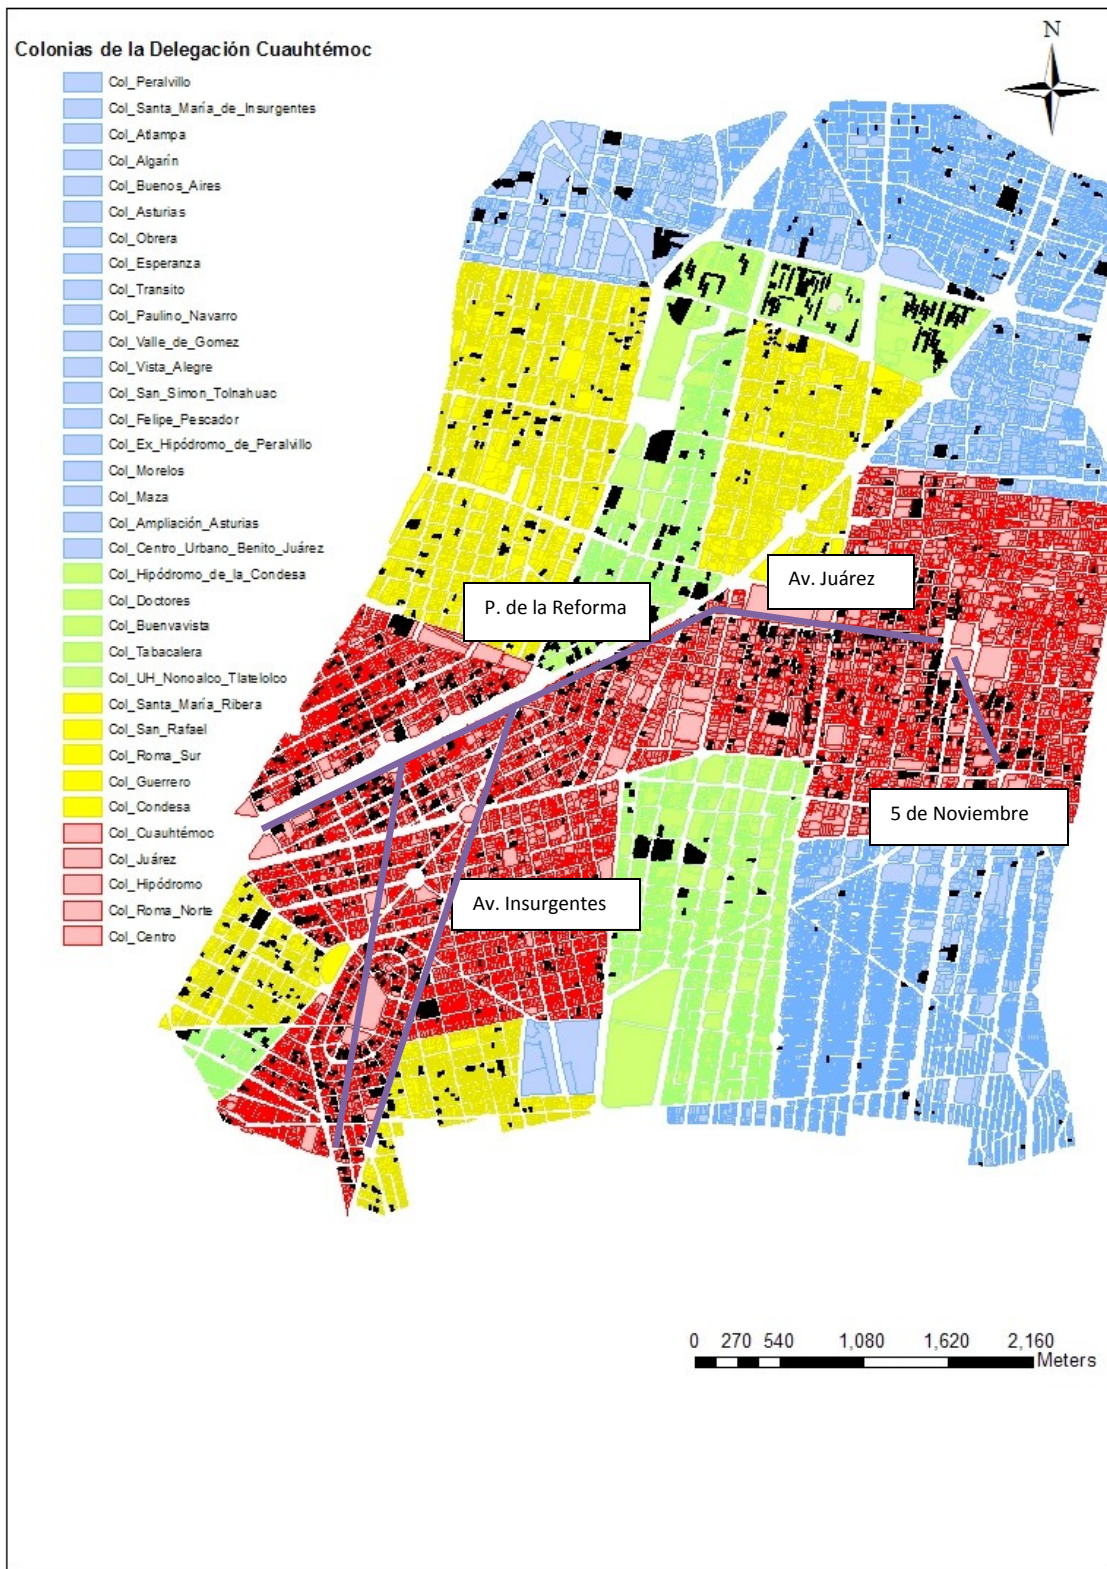 N
Colonias de la Delegación Cuauhtémoc
Col_Peralvillo
Col_Santa_María_de_Insurgentes
Col_Atlampa
Col_Algarín
Col_Buenos_Aires
Col_Asturias
Col_Obrera
Col_Esperanza
Col_Transito
Col_Paulino_Navarro
Col_Valle_de_Gomez
Col_Vista_Alegre
Col_San_Simon_Tolnahuac
Col_Felipe_Pescador
Col_Ex_Hipódromo_de_Peralvillo
Col_Morelos
Col_Maza
Col_Ampliación_Asturias
Col_Centro_Urbano_Benito_Juárez
Col_Hipódromo_de_la_Condesa
Col_Doctores
Col_Buenvavista
Col_Tabacalera
Col_UH_Nonoalco_Tlatelolco
Col_Santa_María_Ribera
Col_San_Rafael
Col_Roma_Sur
Col_Guerrero
Col_Condesa
Col_Cuauhtémoc
Col_Juárez
Col_Hipódromo
Col_Roma_Norte
Col_Centro
Av. Juárez
P. de la Reforma
5 de Noviembre
Av. Insurgentes
0 270 540 1,080 1,620 2,160
Meters